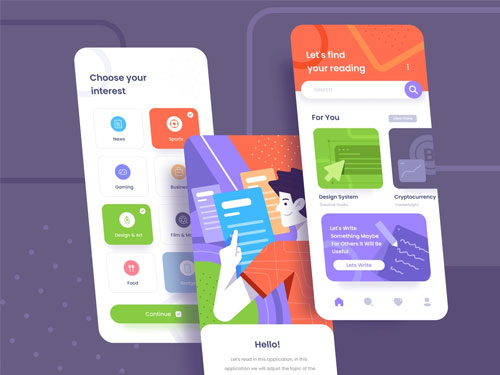 Choose your
interest
News
Sports
Gaming
Design & Art
Food
Continue
Hello!
Let's read in this application, in this
application we will adjust the topic of the
Let's find
your reading
Search
For You
View More
Design System
Cryptocurrency
Let's Write
Something Maybe
For Others it Will Be
Useful
Lets Write